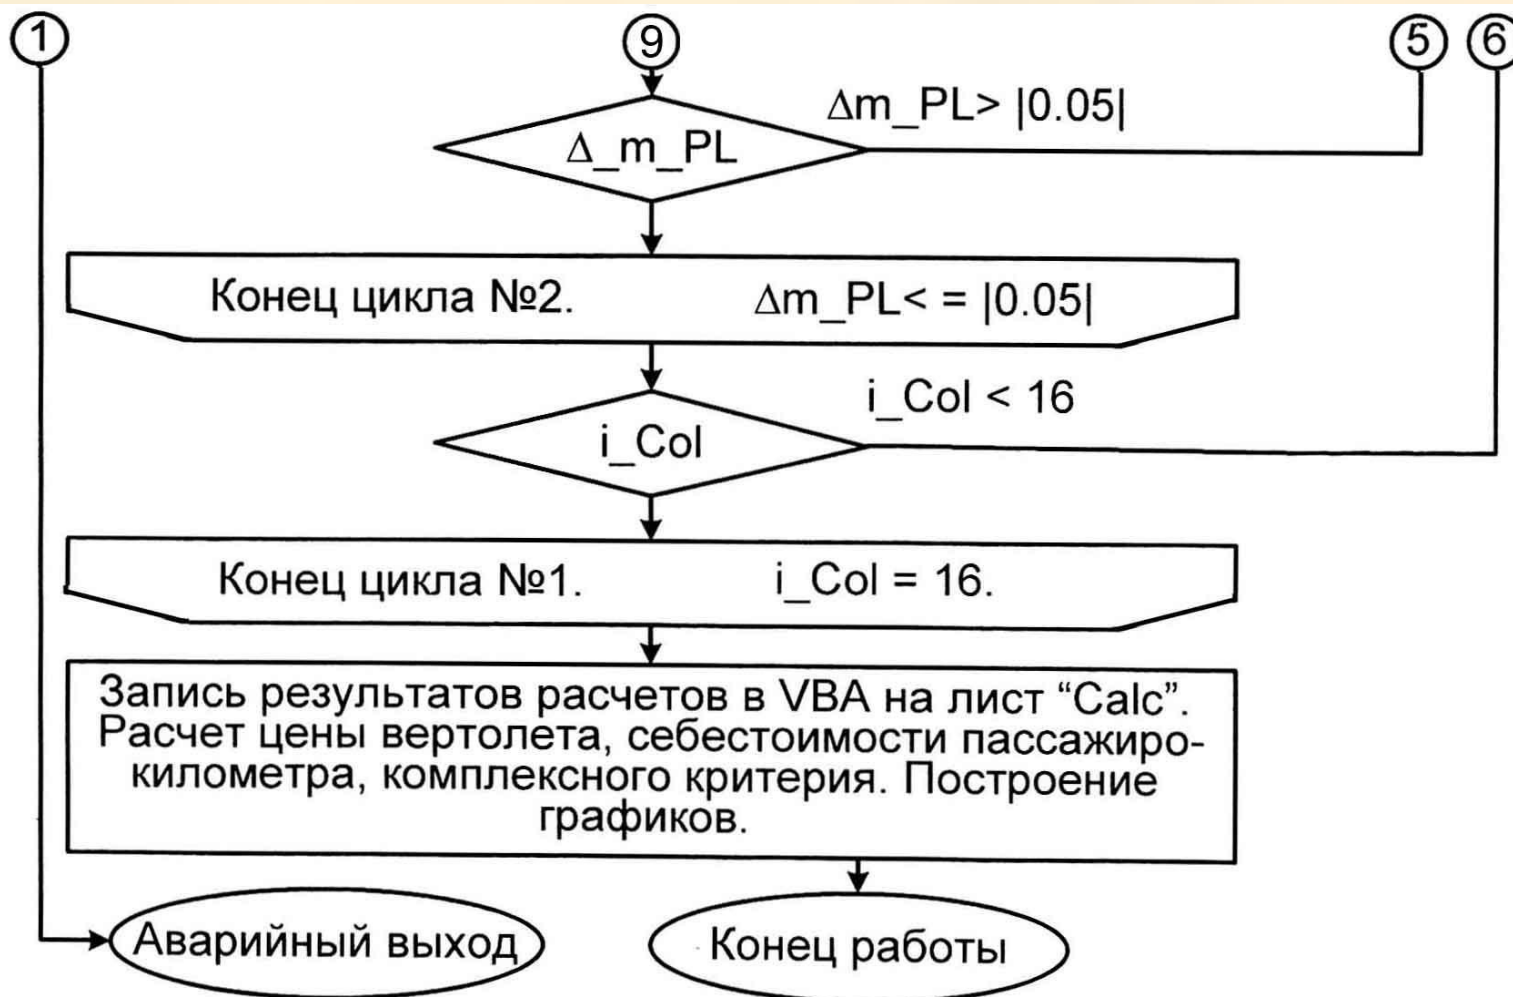 1
9
5
6
Δm_PL> |0.05|
Δ_m_PL
Конец цикла №2. Δm_PL< = |0.05|
i_Col < 16
i_Col
Конец цикла №1. i_Col = 16.
Запись результатов расчетов в VBA на лист “Calc”.
Расчет цены вертолета, себестоимости пассажиро-
километра, комплексного критерия. Построение
графиков.
Аварийный выход
Конец работы